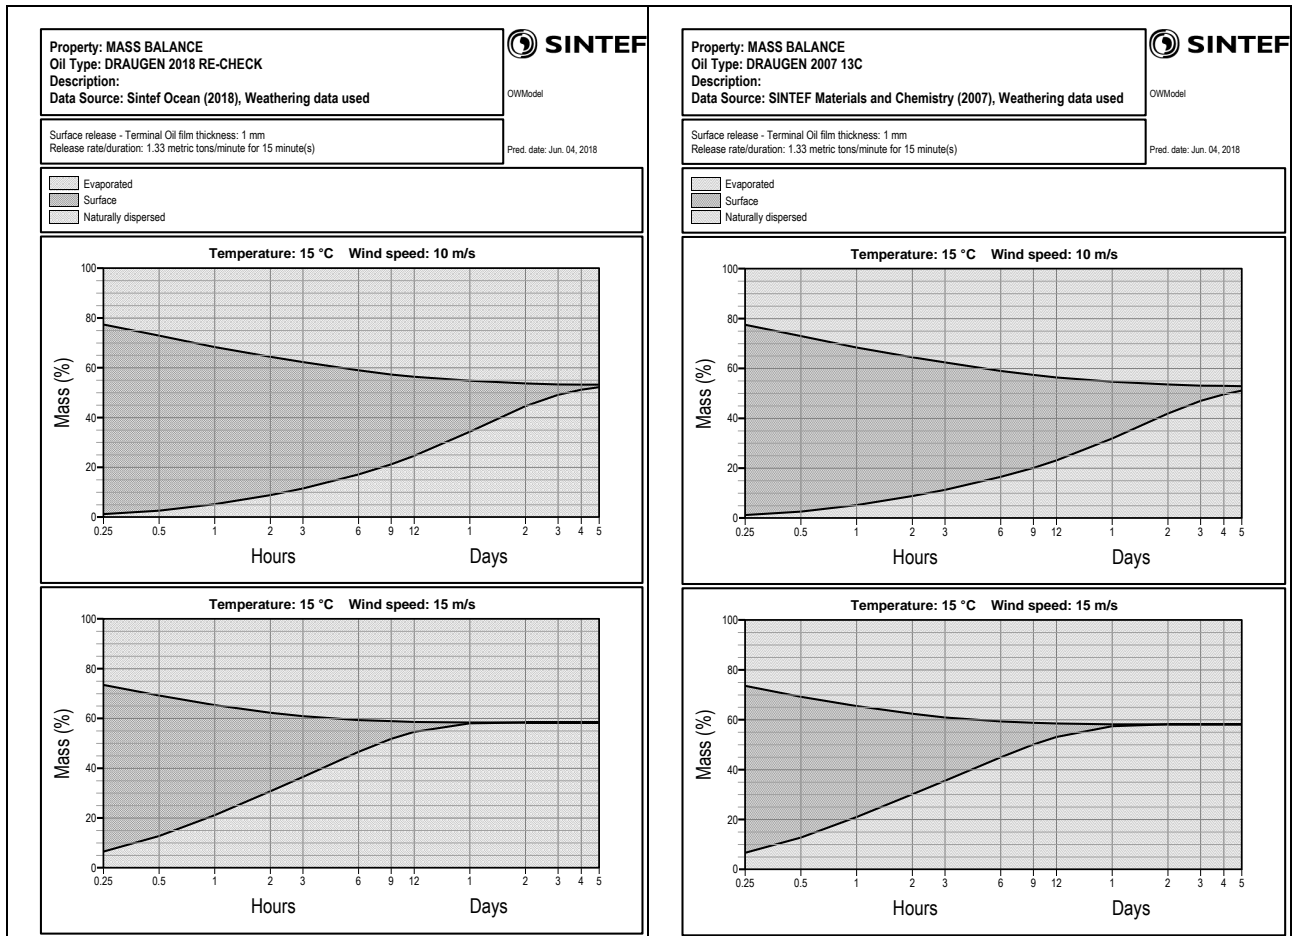 Property: MASS BALANCE
Oil Type: DRAUGEN 2018 RE-CHECK
Description:
Data Source: Sintef Ocean (2018), Weathering data used
SINTEF
OWModel
Surface release - Terminal Oil film thickness: 1 mm
Release rate/duration: 1.33 metric tons/minute for 15 minute(s)
Pred. date: Jun. 04, 2018
Evaporated
Surface
Naturally dispersed
Temperature: 15 °C Wind speed: 10 m/s
100
80
60
40
20
0
Mass (%)
0.25 0.5 1 2 3 6 9 12 1 2 3 4 5
Hours Days
Temperature: 15 °C Wind speed: 15 m/s
100
80
60
40
20
0
Mass (%)
0.25 0.5 1 2 3 6 9 12 1 2 3 4 5
Hours Days
Property: MASS BALANCE
Oil Type: DRAUGEN 2007 13C
Description:
Data Source: SINTEF Materials and Chemistry (2007), Weathering data used
SINTEF
OWModel
Surface release - Terminal Oil film thickness: 1 mm
Release rate/duration: 1.33 metric tons/minute for 15 minute(s)
Pred. date: Jun. 04, 2018
Evaporated
Surface
Naturally dispersed
Temperature: 15 °C Wind speed: 10 m/s
100
80
60
40
20
0
Mass (%)
0.25 0.5 1 2 3 6 9 12 1 2 3 4 5
Hours Days
Temperature: 15 °C Wind speed: 15 m/s
100
80
60
40
20
0
Mass (%)
0.25 0.5 1 2 3 6 9 12 1 2 3 4 5
Hours Days